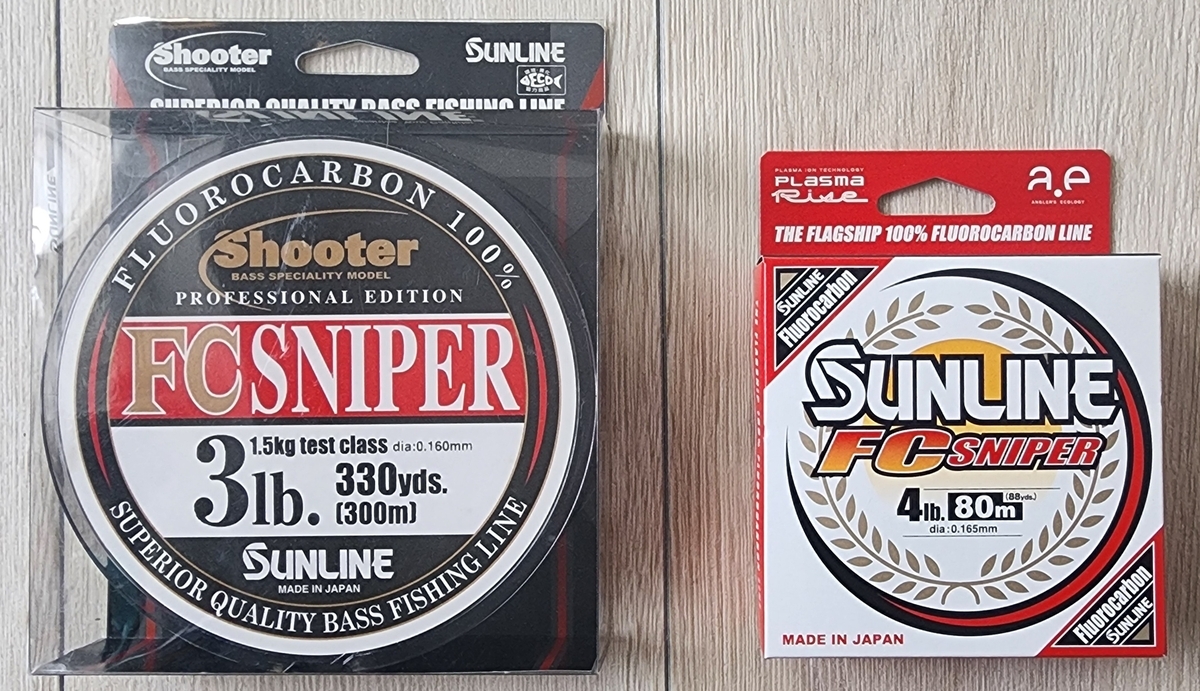 Shooter
BASS SPECIALITY MODEL
SUNLINE
ECO
SUPERIOR QUALITY BASS FISHING LINE
SUNLINE
FLUOROCARBON 100%
Shooter
BASS SPECIALITY MODEL
PROFESSIONAL EDITION
FC SNIPER
3lb.
1.5kg test class dia:0.160mm
330yds.
(300m)
SUNLINE
MADE IN JAPAN
SUPERIOR QUALITY BASS FISHING LINE
PLASMA ION TECHNOLOGY
PLASMA
Rise
a.e
ANGLER'S ECOLOGY
THE FLAGSHIP 100% FLUOROCARBON LINE
SUNLINE
Fluorocarbon
SUNLINE
FC SNIPER
4lb. 80m (88yds.)
dia:0.165mm
Fluorocarbon
SUNLINE
MADE IN JAPAN